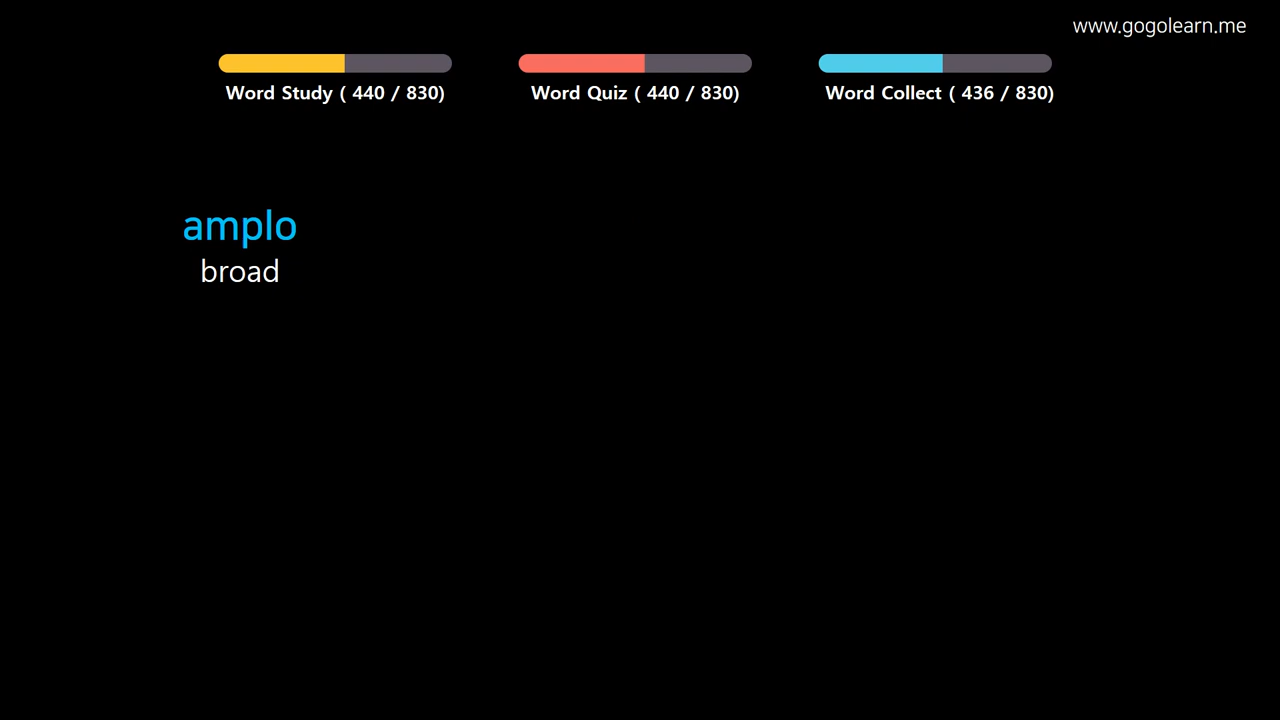 www.gogolearn.me
Word Study ( 440 / 830)
Word Quiz ( 440 / 830)
Word Collect ( 436 / 830)
amplo
broad